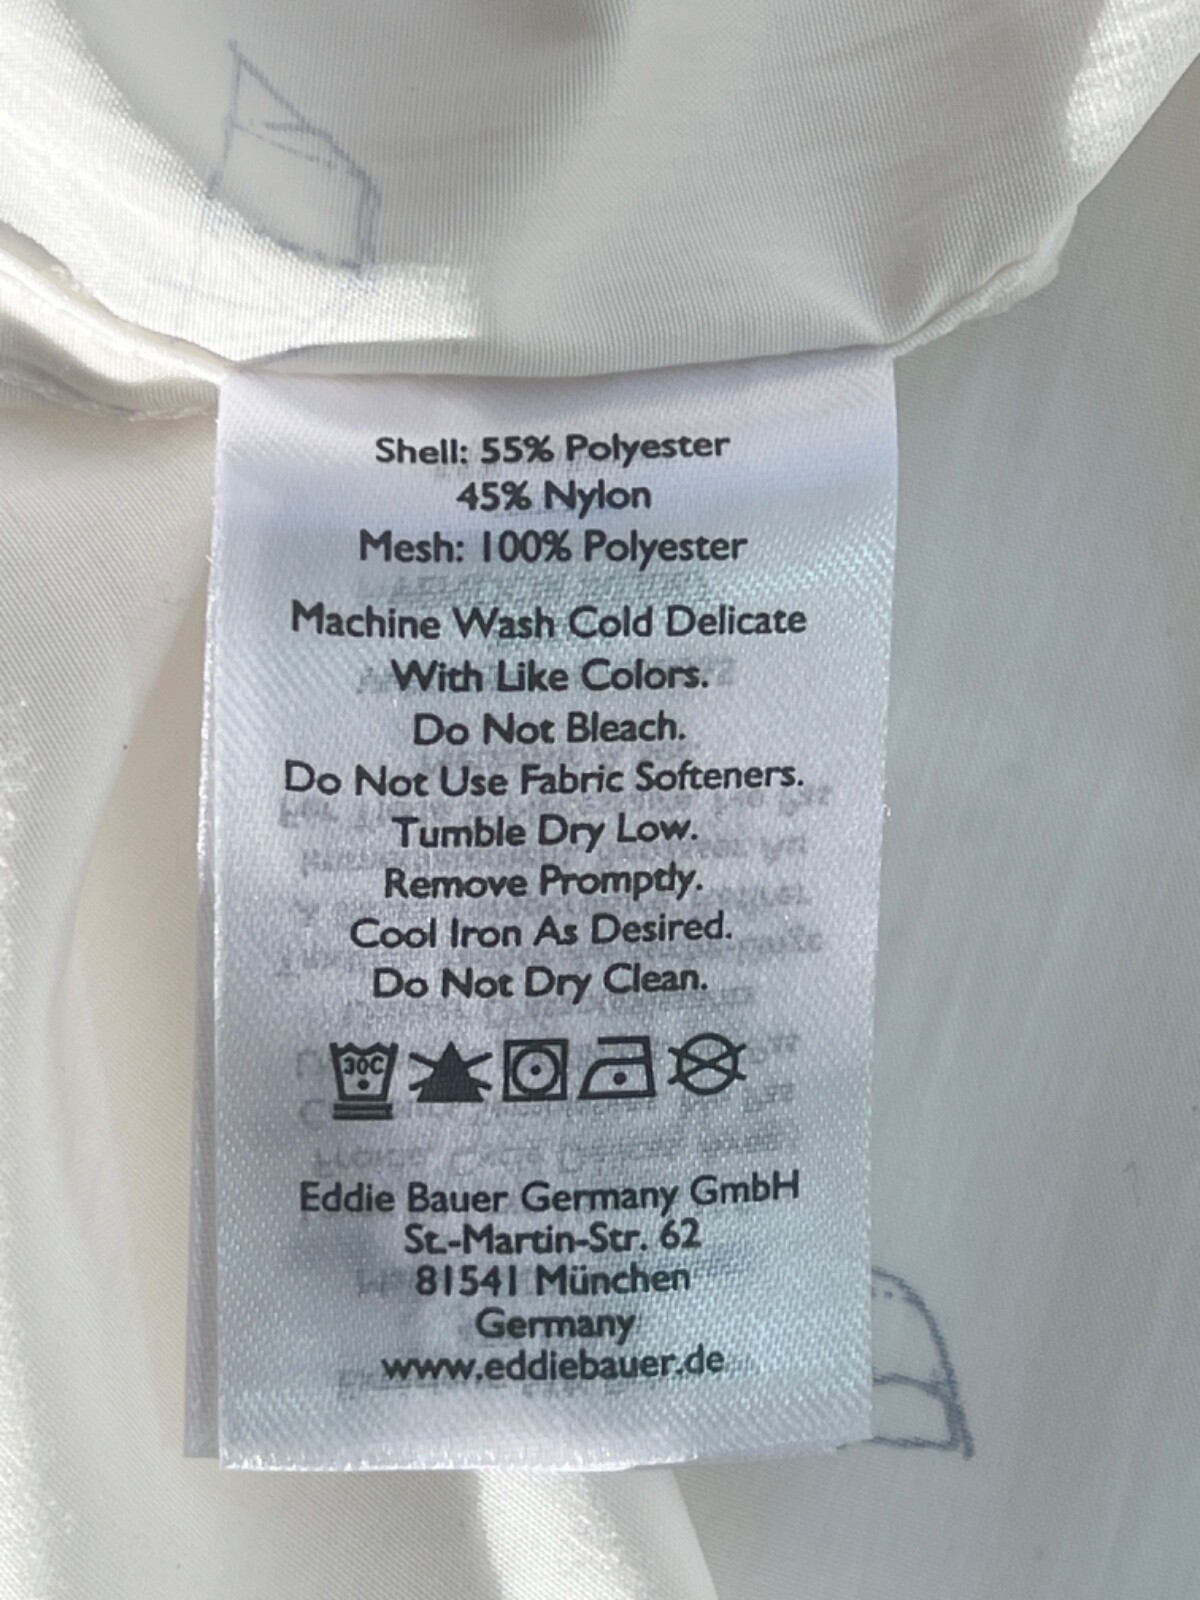 Shell: 55% Polyester
45% Nylon
Mesh: 100% Polyester
Machine Wash Cold Delicate
With Like Colors.
Do Not Bleach.
Do Not Use Fabric Softeners.
Tumble Dry Low.
Remove Promptly.
Cool Iron As Desired.
Do Not Dry Clean.
30C
Eddie Bauer Germany GmbH
St.-Martin-Str. 62
81541 München
Germany
www.eddiebauer.de